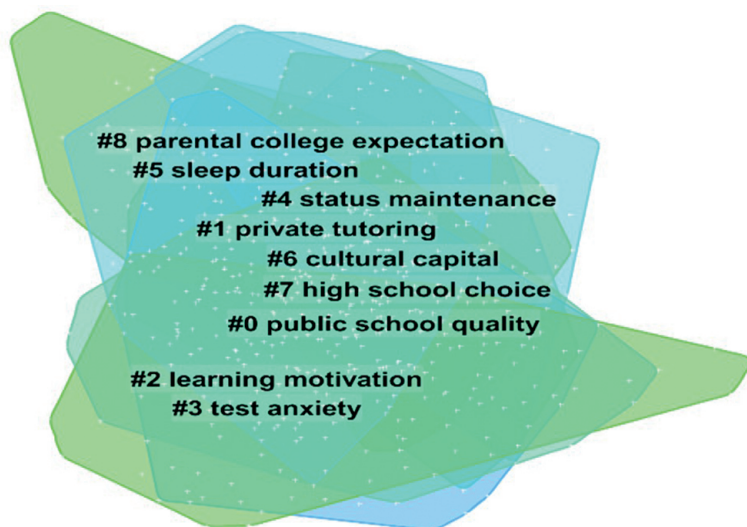 #8 parental college expectation
#5 sleep duration
#4 status maintenance
#1 private tutoring
#6 cultural capital
#7 high school choice
#0 public school quality
#2 learning motivation
#3 test anxiety